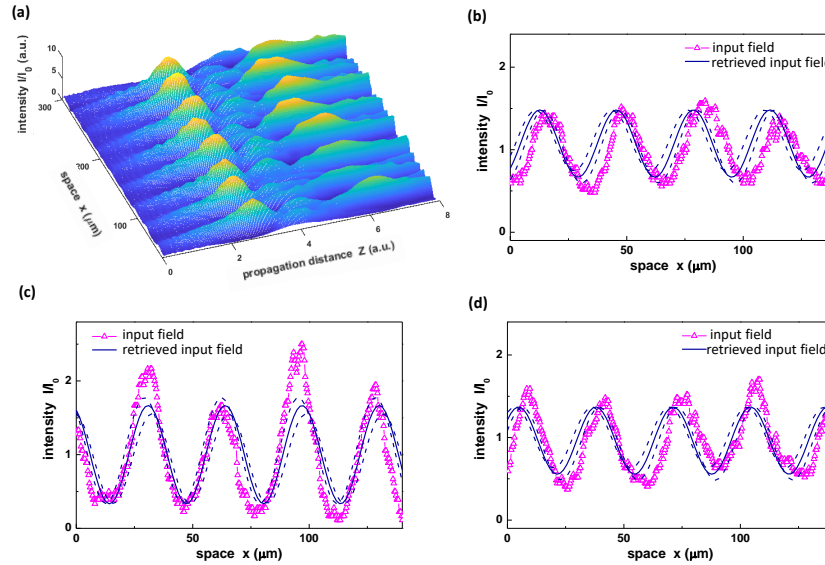 (a)
intensity I/I0 (a.u.)
10
5
0
300
200
100
space x (μm)
0
2
4
6
8
propagation distance Z (a.u.)
(b)
input field
retrieved input field
intensity I/I0
2
1
0
0
50
100
space x (μm)
(c)
input field
retrieved input field
intensity I/I0
2
1
0
0
50
100
space x (μm)
(d)
input field
retrieved input field
intensity I/I0
2
1
0
0
50
100
space x (μm)